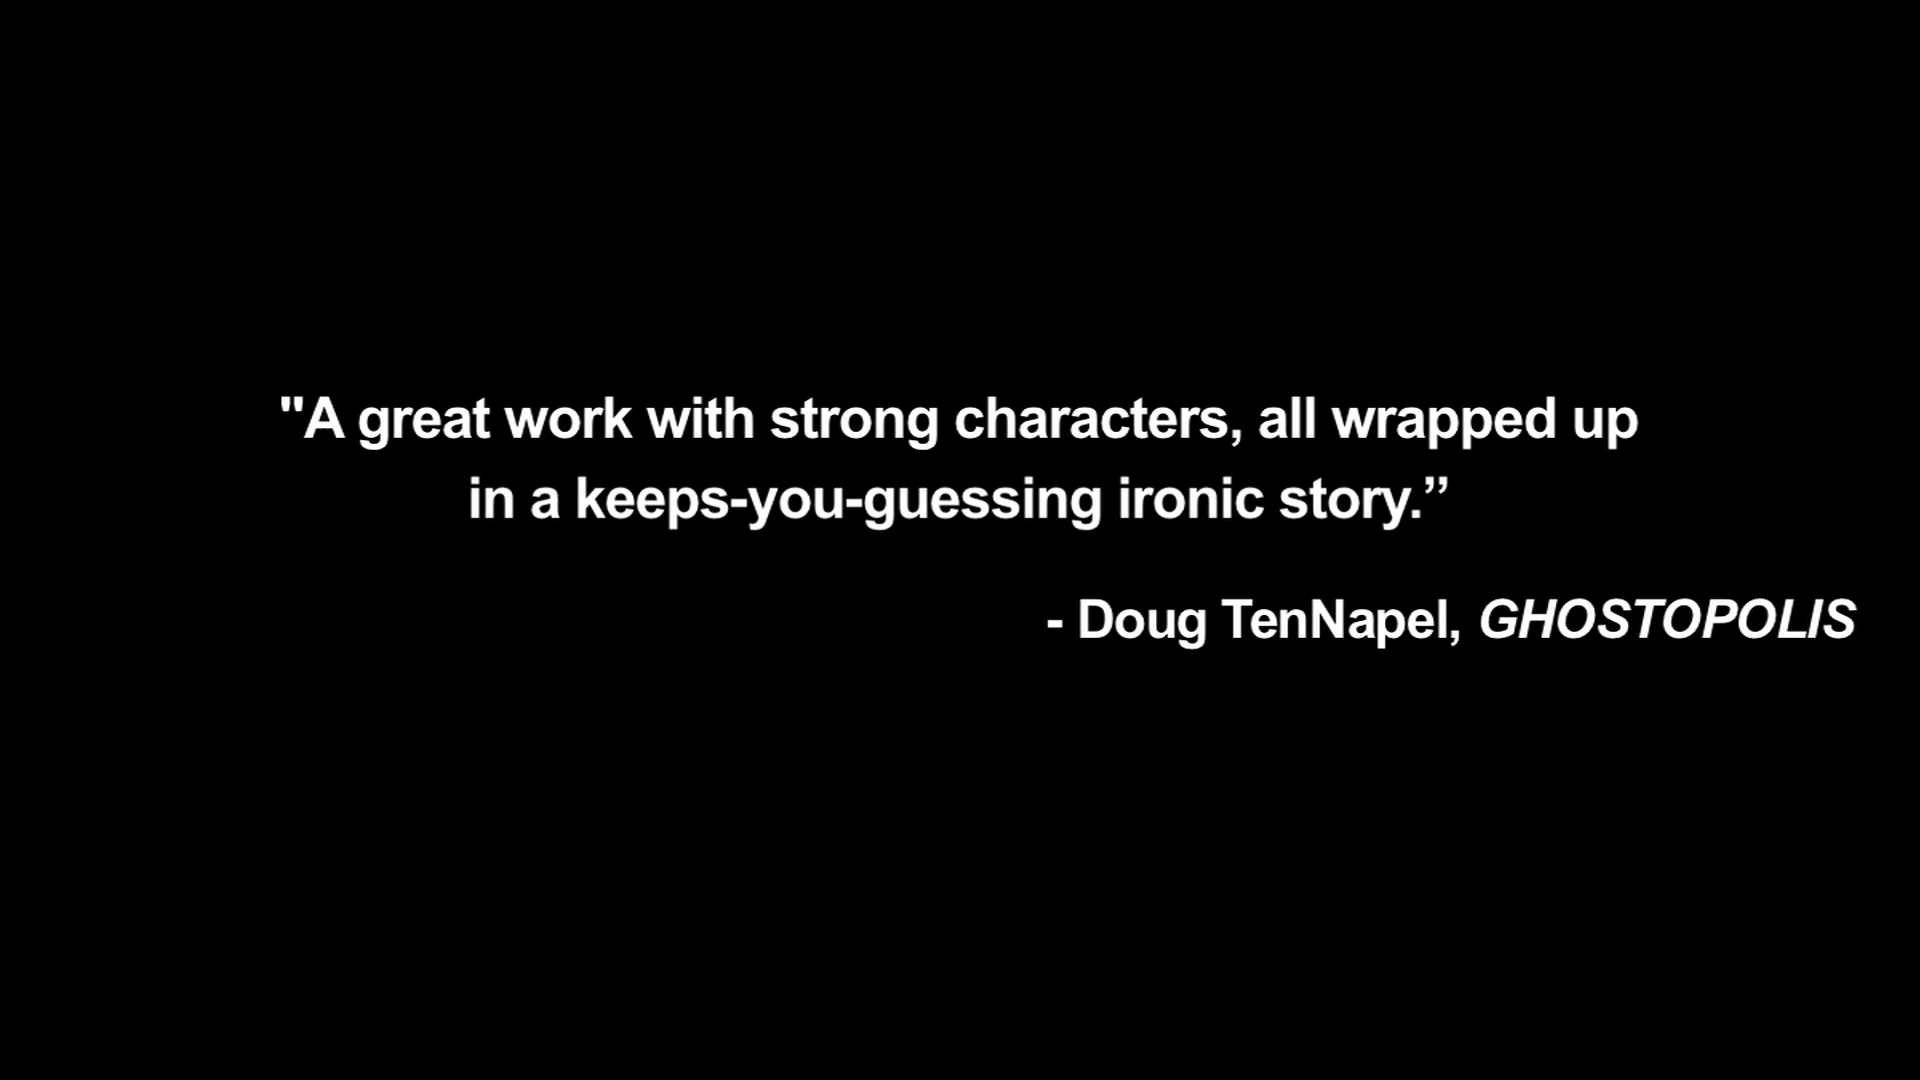 "A great work with strong characters, all wrapped up
in a keeps-you-guessing ironic story.”
- Doug TenNapel, GHOSTOPOLIS